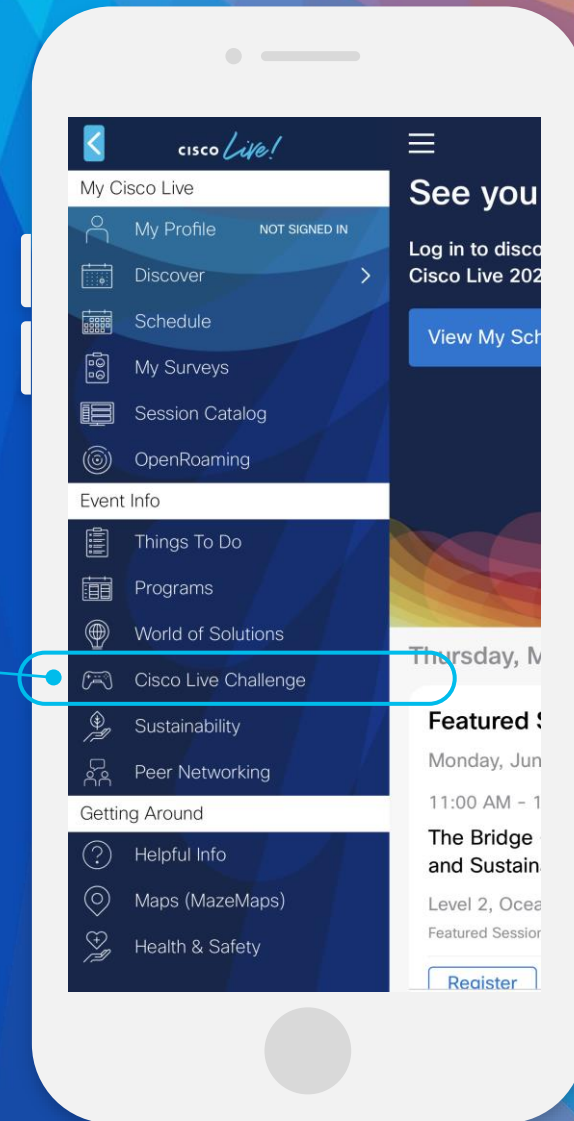 CISCO Live!
My Cisco Live
My Profile NOT SIGNED IN
Discover
Schedule
My Surveys
Session Catalog
OpenRoaming
Event Info
Things To Do
Programs
World of Solutions
Cisco Live Challenge
Sustainability
Peer Networking
Getting Around
Helpful Info
Maps (MazeMaps)
Health & Safety
See you
Log in to disco
Cisco Live 202
View My Sch
Thursday, M
Featured S
Monday, Jun
11:00 AM - 1
The Bridge
and Sustain
Level 2, Ocea
Featured Session
Register